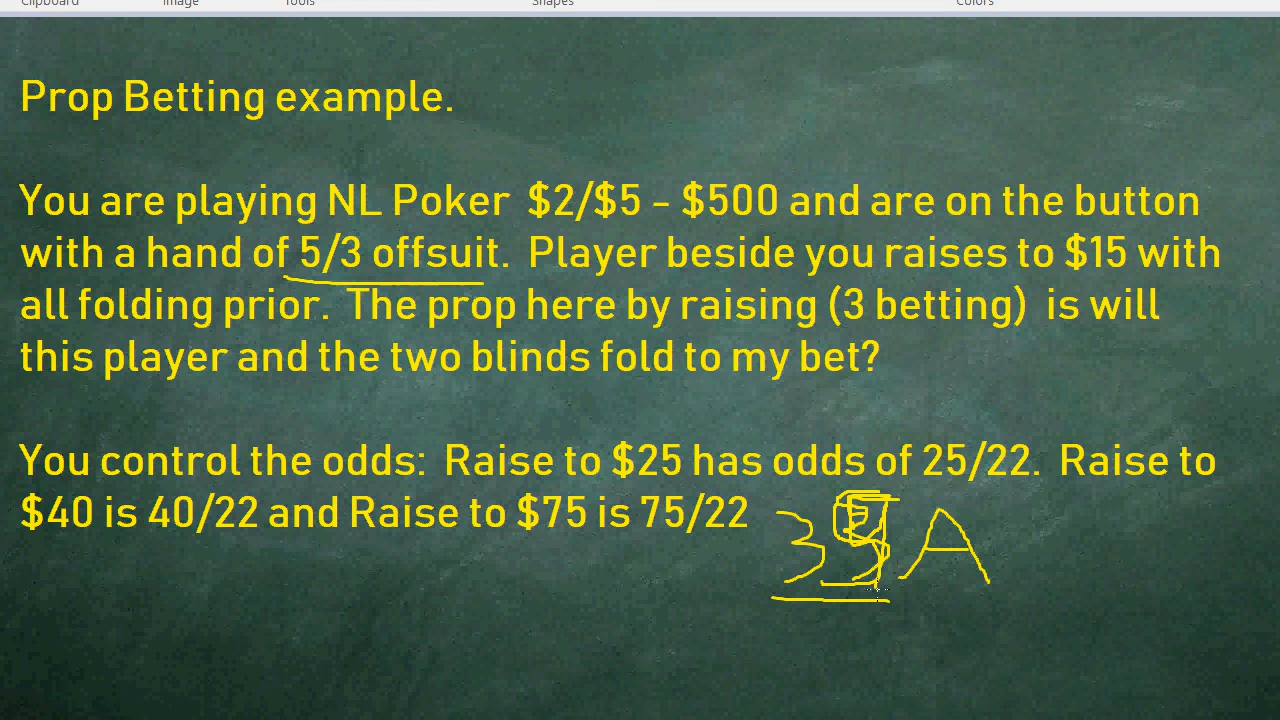 Clipboard Image Tools Shapes Colors
Prop Betting example.
You are playing NL Poker $2/$5 - $500 and are on the button
with a hand of 5/3 offsuit. Player beside you raises to $15 with
all folding prior. The prop here by raising (3 betting) is will
this player and the two blinds fold to my bet?
You control the odds: Raise to $25 has odds of 25/22. Raise to
$40 is 40/22 and Raise to $75 is 75/22
3 5 A